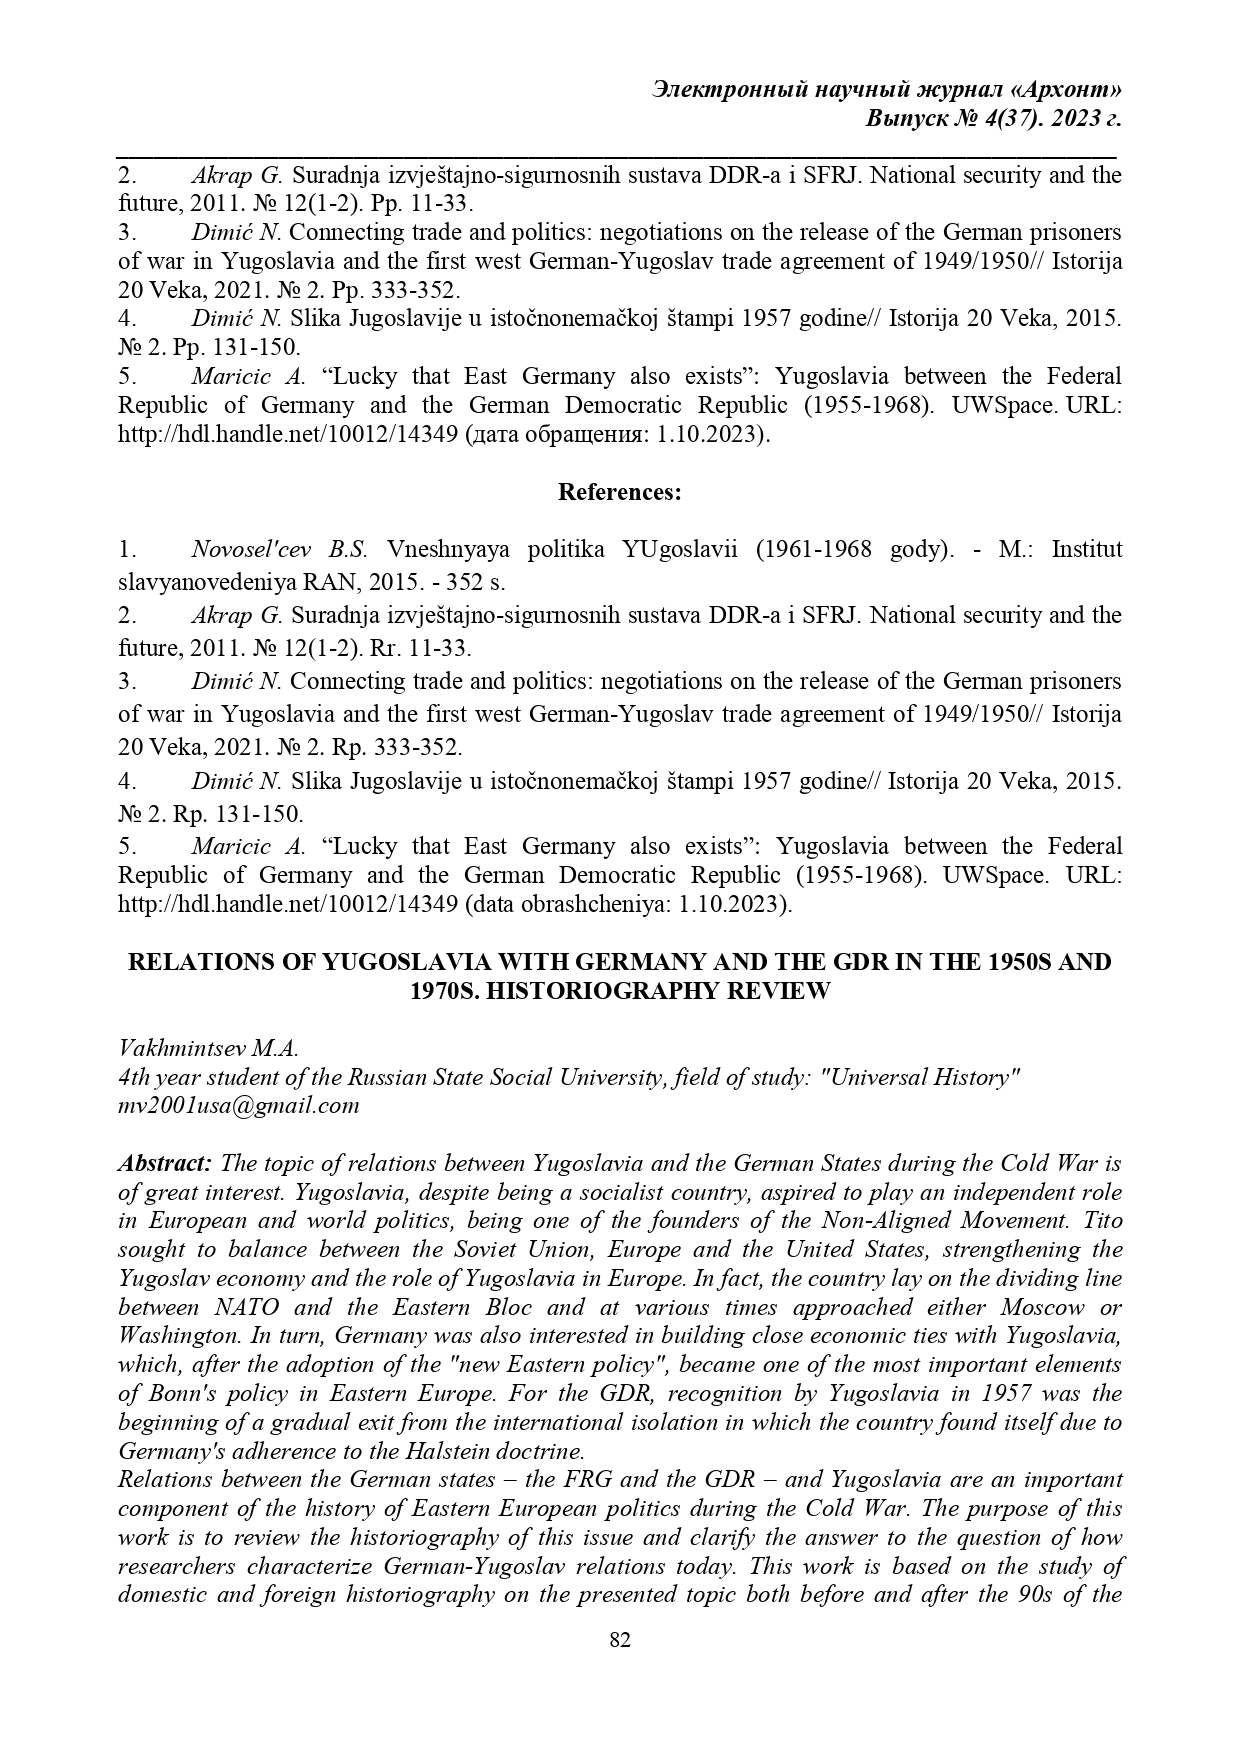 Электронный научный журнал «Архонт»
Выпуск № 4(37). 2023 г.
2. Akrap G. Suradnja izvještajno-sigurnosnih sustava DDR-a i SFRJ. National security and the
future, 2011. № 12(1-2). Pp. 11-33.
3. Dimić N. Connecting trade and politics: negotiations on the release of the German prisoners
of war in Yugoslavia and the first west German-Yugoslav trade agreement of 1949/1950// Istorija
20 Veka, 2021. № 2. Pp. 333-352.
4. Dimić N. Slika Jugoslavije u istočnonemačkoj štampi 1957 godine// Istorija 20 Veka, 2015.
№ 2. Pp. 131-150.
5. Maricic A. “Lucky that East Germany also exists”: Yugoslavia between the Federal
Republic of Germany and the German Democratic Republic (1955-1968). UWSpace. URL:
http://hdl.handle.net/10012/14349 (дата обращения: 1.10.2023).
References:
1. Novosel'cev B.S. Vneshnyaya politika YUgoslavii (1961-1968 gody). - M.: Institut
slavyanovedeniya RAN, 2015. - 352 s.
2. Akrap G. Suradnja izvještajno-sigurnosnih sustava DDR-a i SFRJ. National security and the
future, 2011. № 12(1-2). Rr. 11-33.
3. Dimić N. Connecting trade and politics: negotiations on the release of the German prisoners
of war in Yugoslavia and the first west German-Yugoslav trade agreement of 1949/1950// Istorija
20 Veka, 2021. № 2. Rp. 333-352.
4. Dimić N. Slika Jugoslavije u istočnonemačkoj štampi 1957 godine// Istorija 20 Veka, 2015.
№ 2. Rp. 131-150.
5. Maricic A. “Lucky that East Germany also exists”: Yugoslavia between the Federal
Republic of Germany and the German Democratic Republic (1955-1968). UWSpace. URL:
http://hdl.handle.net/10012/14349 (data obrashcheniya: 1.10.2023).
RELATIONS OF YUGOSLAVIA WITH GERMANY AND THE GDR IN THE 1950S AND
1970S. HISTORIOGRAPHY REVIEW
Vakhmintsev M.A.
4th year student of the Russian State Social University, field of study: "Universal History"
mv2001usa@gmail.com
Abstract: The topic of relations between Yugoslavia and the German States during the Cold War is
of great interest. Yugoslavia, despite being a socialist country, aspired to play an independent role
in European and world politics, being one of the founders of the Non-Aligned Movement. Tito
sought to balance between the Soviet Union, Europe and the United States, strengthening the
Yugoslav economy and the role of Yugoslavia in Europe. In fact, the country lay on the dividing line
between NATO and the Eastern Bloc and at various times approached either Moscow or
Washington. In turn, Germany was also interested in building close economic ties with Yugoslavia,
which, after the adoption of the "new Eastern policy", became one of the most important elements
of Bonn's policy in Eastern Europe. For the GDR, recognition by Yugoslavia in 1957 was the
beginning of a gradual exit from the international isolation in which the country found itself due to
Germany's adherence to the Halstein doctrine.
Relations between the German states – the FRG and the GDR – and Yugoslavia are an important
component of the history of Eastern European politics during the Cold War. The purpose of this
work is to review the historiography of this issue and clarify the answer to the question of how
researchers characterize German-Yugoslav relations today. This work is based on the study of
domestic and foreign historiography on the presented topic both before and after the 90s of the
82